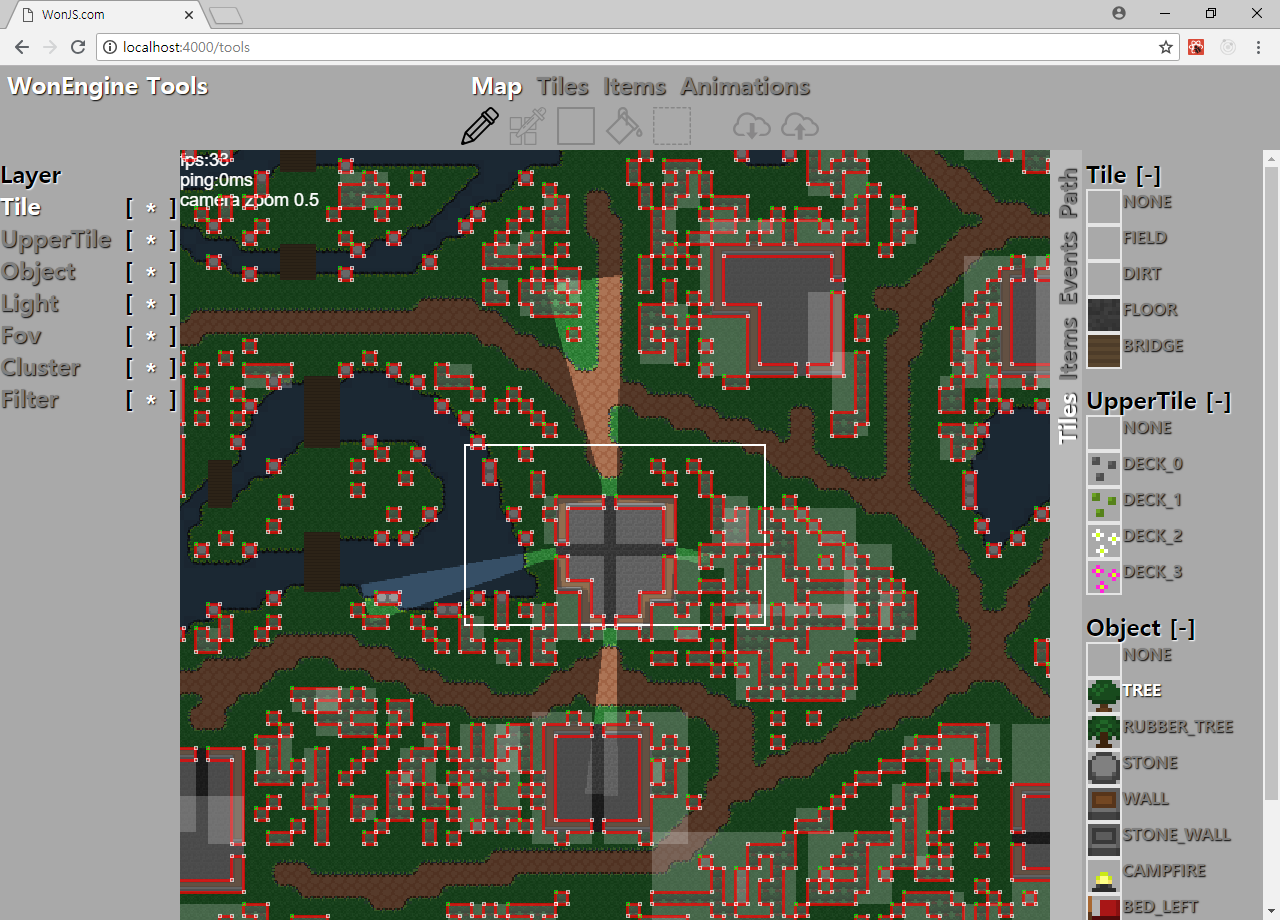 WonJS.com
localhost:4000/tools
WonEngine Tools
Map Tiles Items Animations
fps:38
ping:0ms
camera zoom 0.5
Layer
Tile [ * ]
UpperTile [ * ]
Object [ * ]
Light [ * ]
Fov [ * ]
Cluster [ * ]
Filter [ * ]
Path
Events
Items
Tiles
Tile [-]
NONE
FIELD
DIRT
FLOOR
BRIDGE
UpperTile [-]
NONE
DECK_0
DECK_1
DECK_2
DECK_3
Object [-]
NONE
TREE
RUBBER_TREE
STONE
WALL
STONE_WALL
CAMPFIRE
BED_LEFT